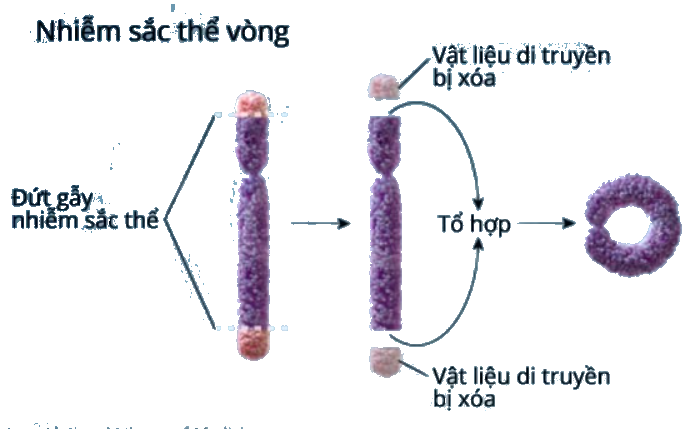 Nhiễm sắc thể vòng
Vật liệu di truyền
bị xóa
Đứt gẫy
nhiễm sắc thể
Tổ hợp
Vật liệu di truyền
bị xóa